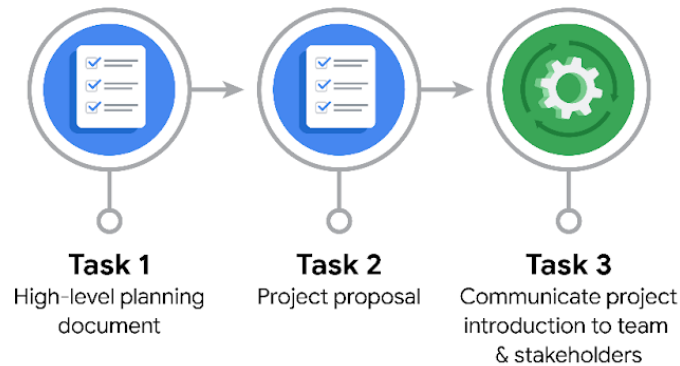 Task 1
High-level planning
document
Task 2
Project proposal
Task 3
Communicate project
introduction to team
& stakeholders